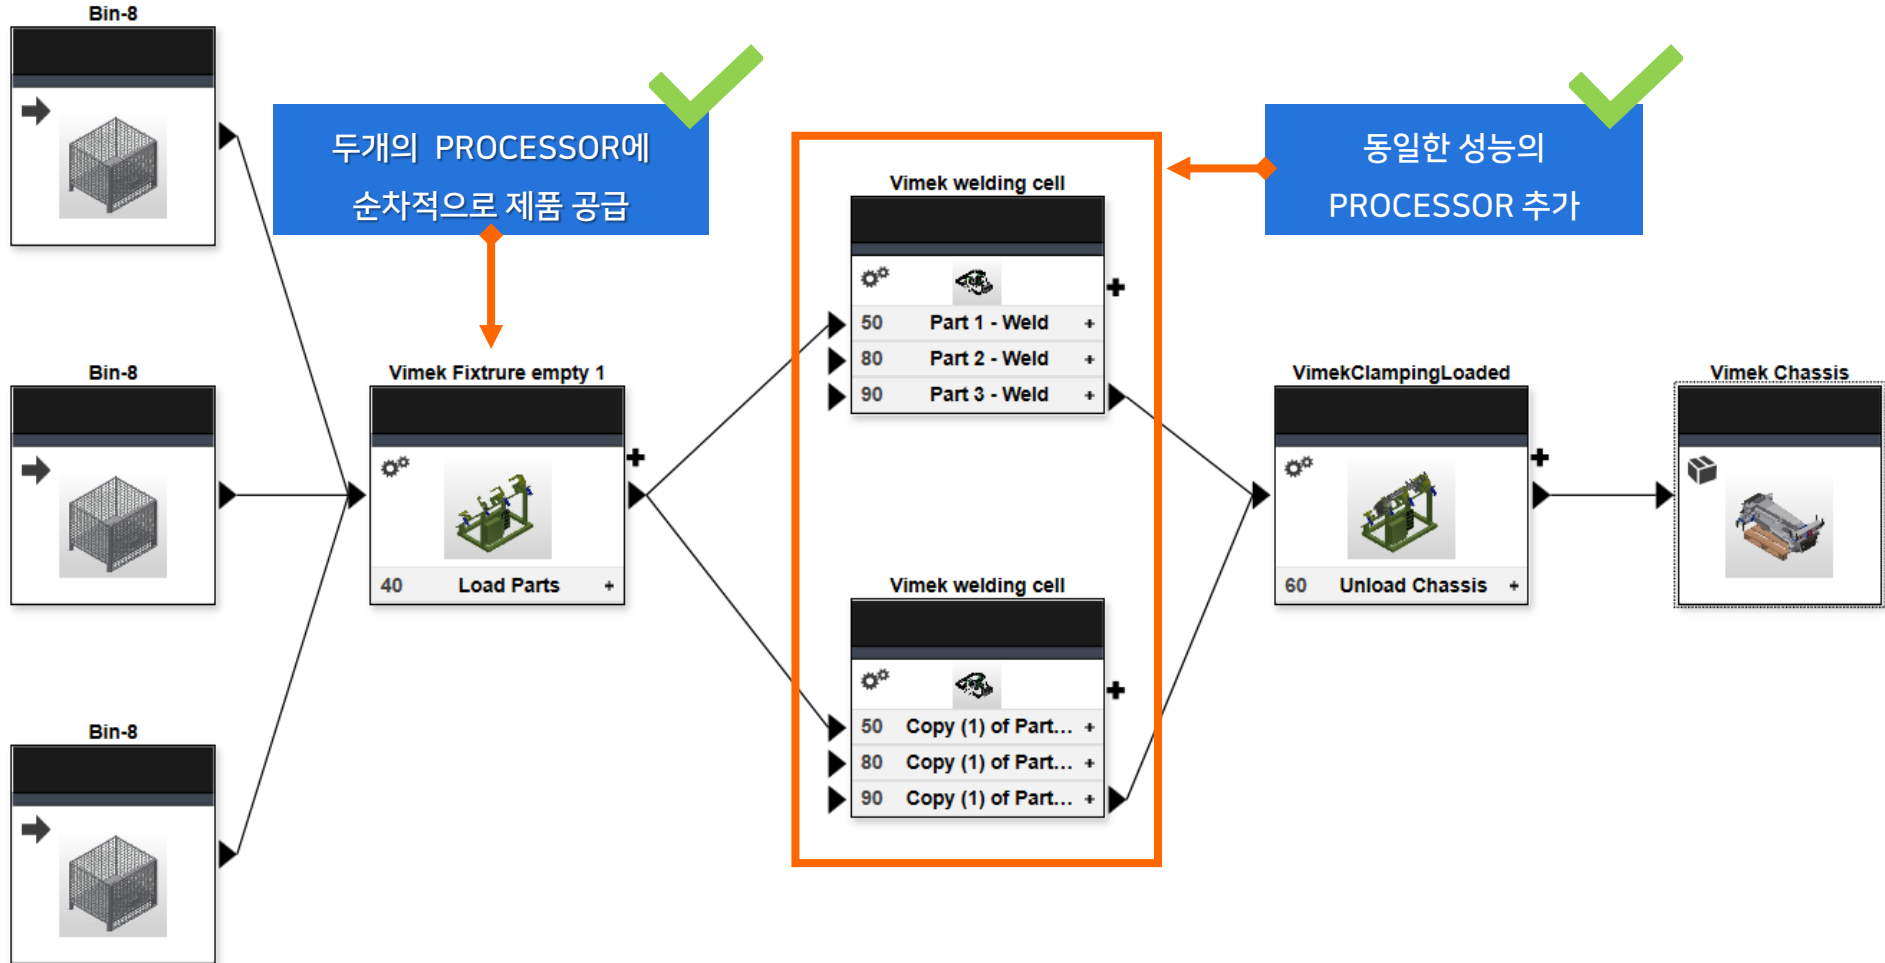 Bin-8
두개의 PROCESSOR에
순차적으로 제품 공급
동일한 성능의
PROCESSOR 추가
Vimek welding cell
50 Part 1 - Weld +
80 Part 2 - Weld +
90 Part 3 - Weld +
Bin-8
Vimek Fixtrure empty 1
40 Load Parts +
VimekClampingLoaded
60 Unload Chassis +
Vimek Chassis
Vimek welding cell
50 Copy (1) of Part... +
80 Copy (1) of Part... +
90 Copy (1) of Part... +
Bin-8